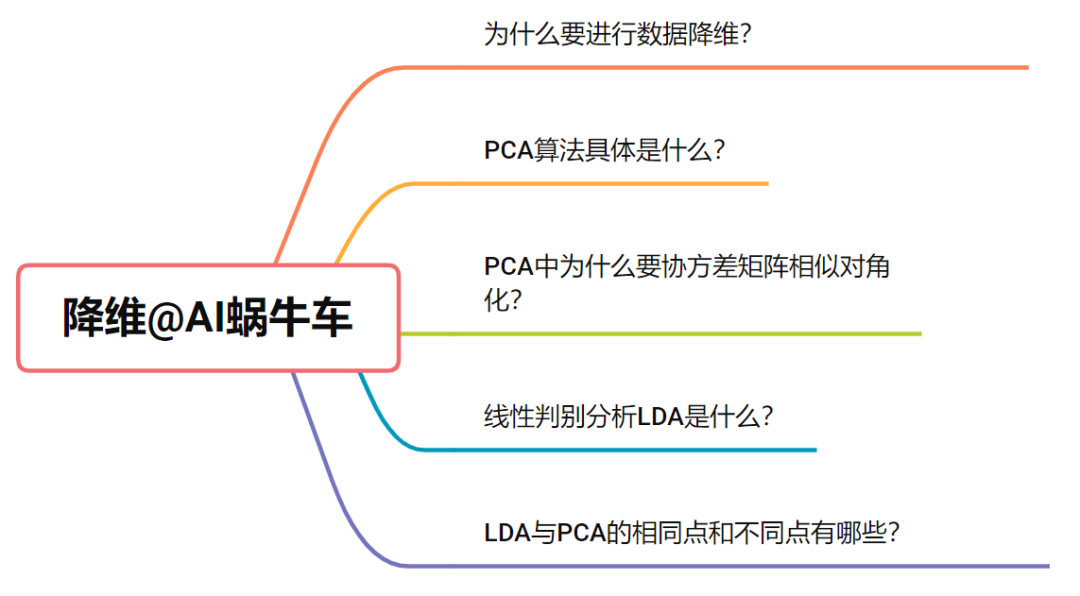 为什么要进行数据降维？
PCA算法具体是什么？
PCA中为什么要协方差矩阵相似对角
化？
降维@AI蜗牛车
线性判别分析LDA是什么？
LDA与PCA的相同点和不同点有哪些？